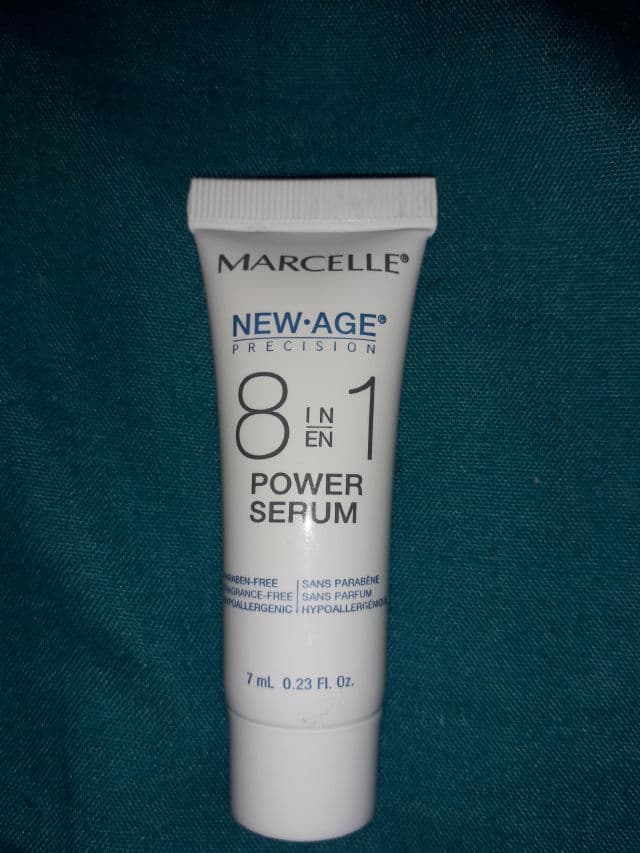 MARCELLE®
NEW•AGE®
PRECISION
8 IN EN 1
POWER
SERUM
PARABEN-FREE
FRAGRANCE-FREE
HYPOALLERGENIC
SANS PARABÈNE
SANS PARFUM
HYPOALLERGÉNIQUE
7 mL 0.23 Fl. Oz.